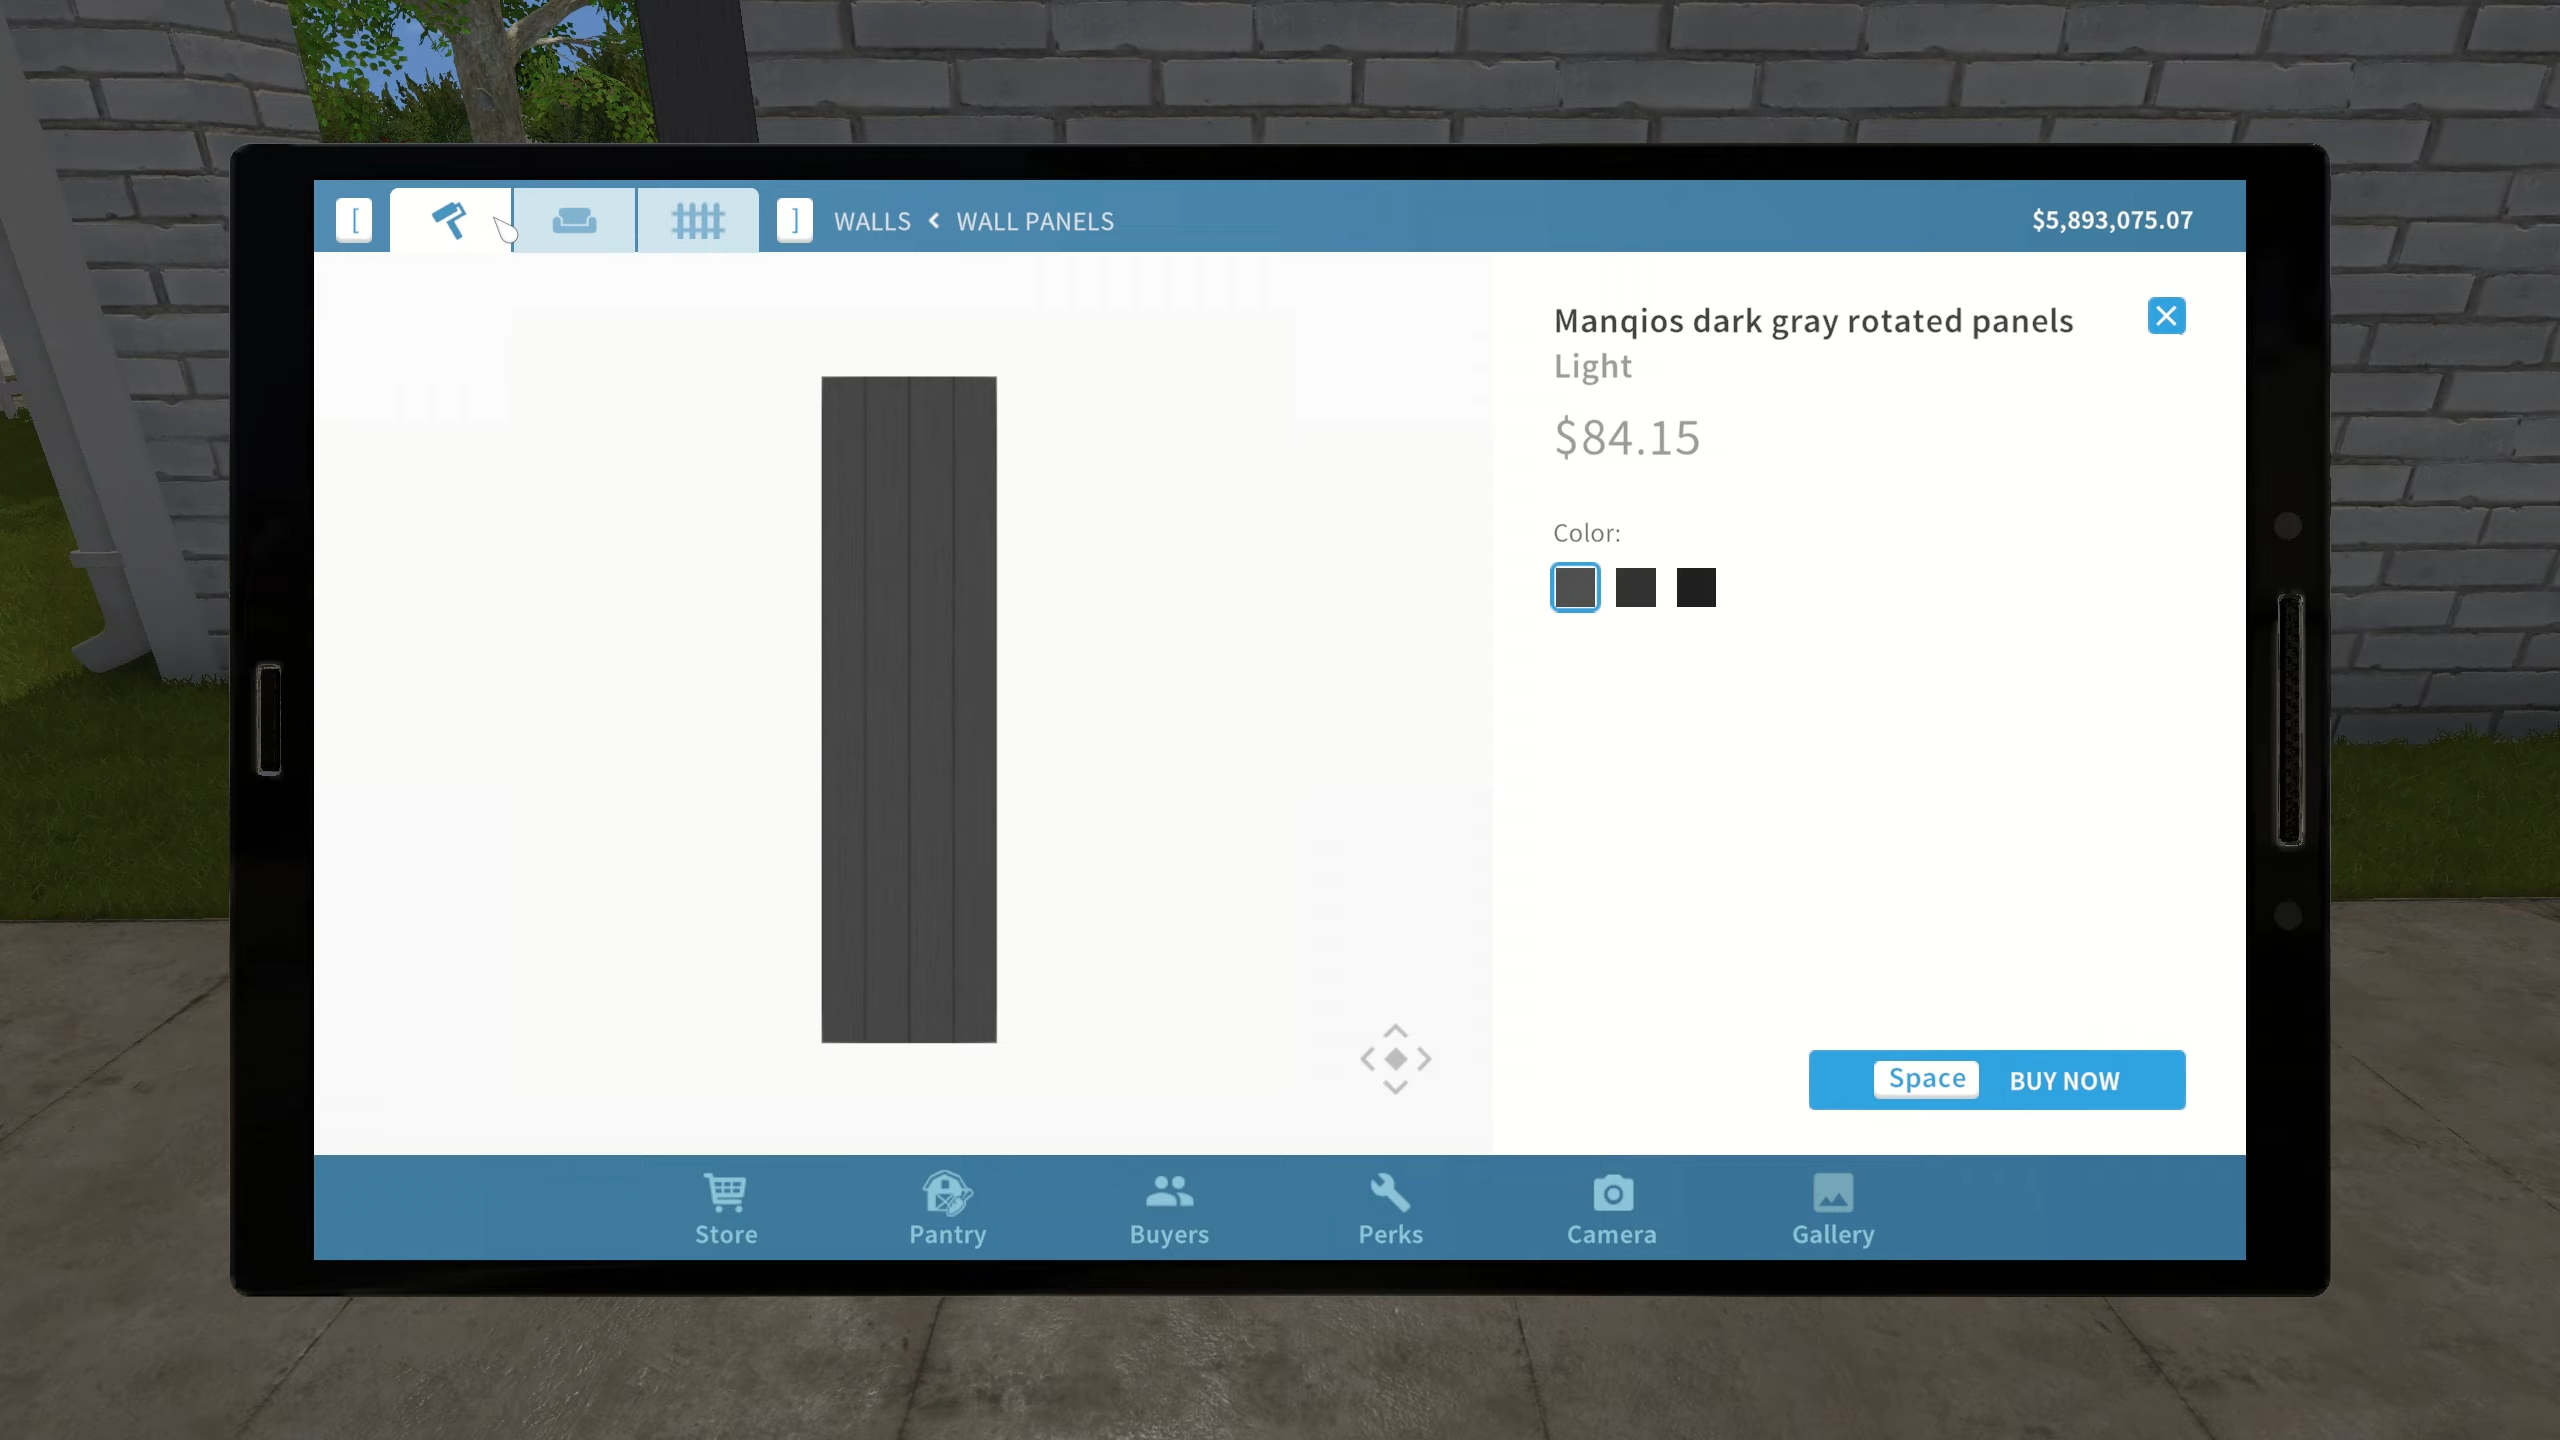 [
]
WALLS < WALL PANELS
$5,893,075.07
Manqios dark gray rotated panels
Light
$84.15
Color:
Space BUY NOW
Store
Pantry
Buyers
Perks
Camera
Gallery